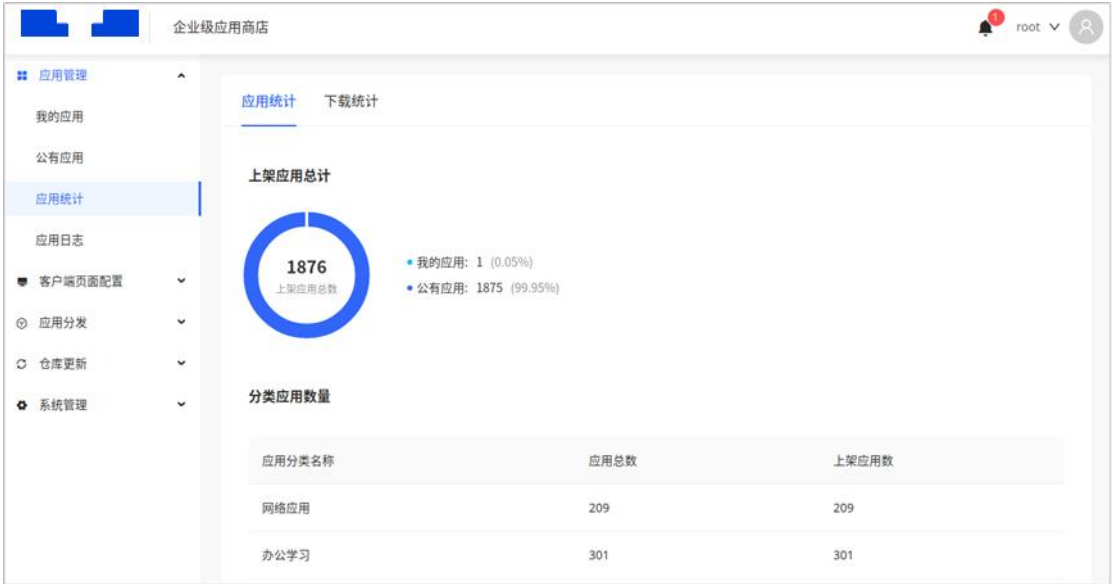 企业级应用商店
1
root
应用管理
我的应用
公有应用
应用统计
应用日志
客户端页面配置
应用分发
仓库更新
系统管理
应用统计 下载统计
上架应用总计
1876
上架应用总数
我的应用: 1 (0.05%)
公有应用: 1875 (99.95%)
分类应用数量
应用分类名称 应用总数 上架应用数
网络应用 209 209
办公学习 301 301